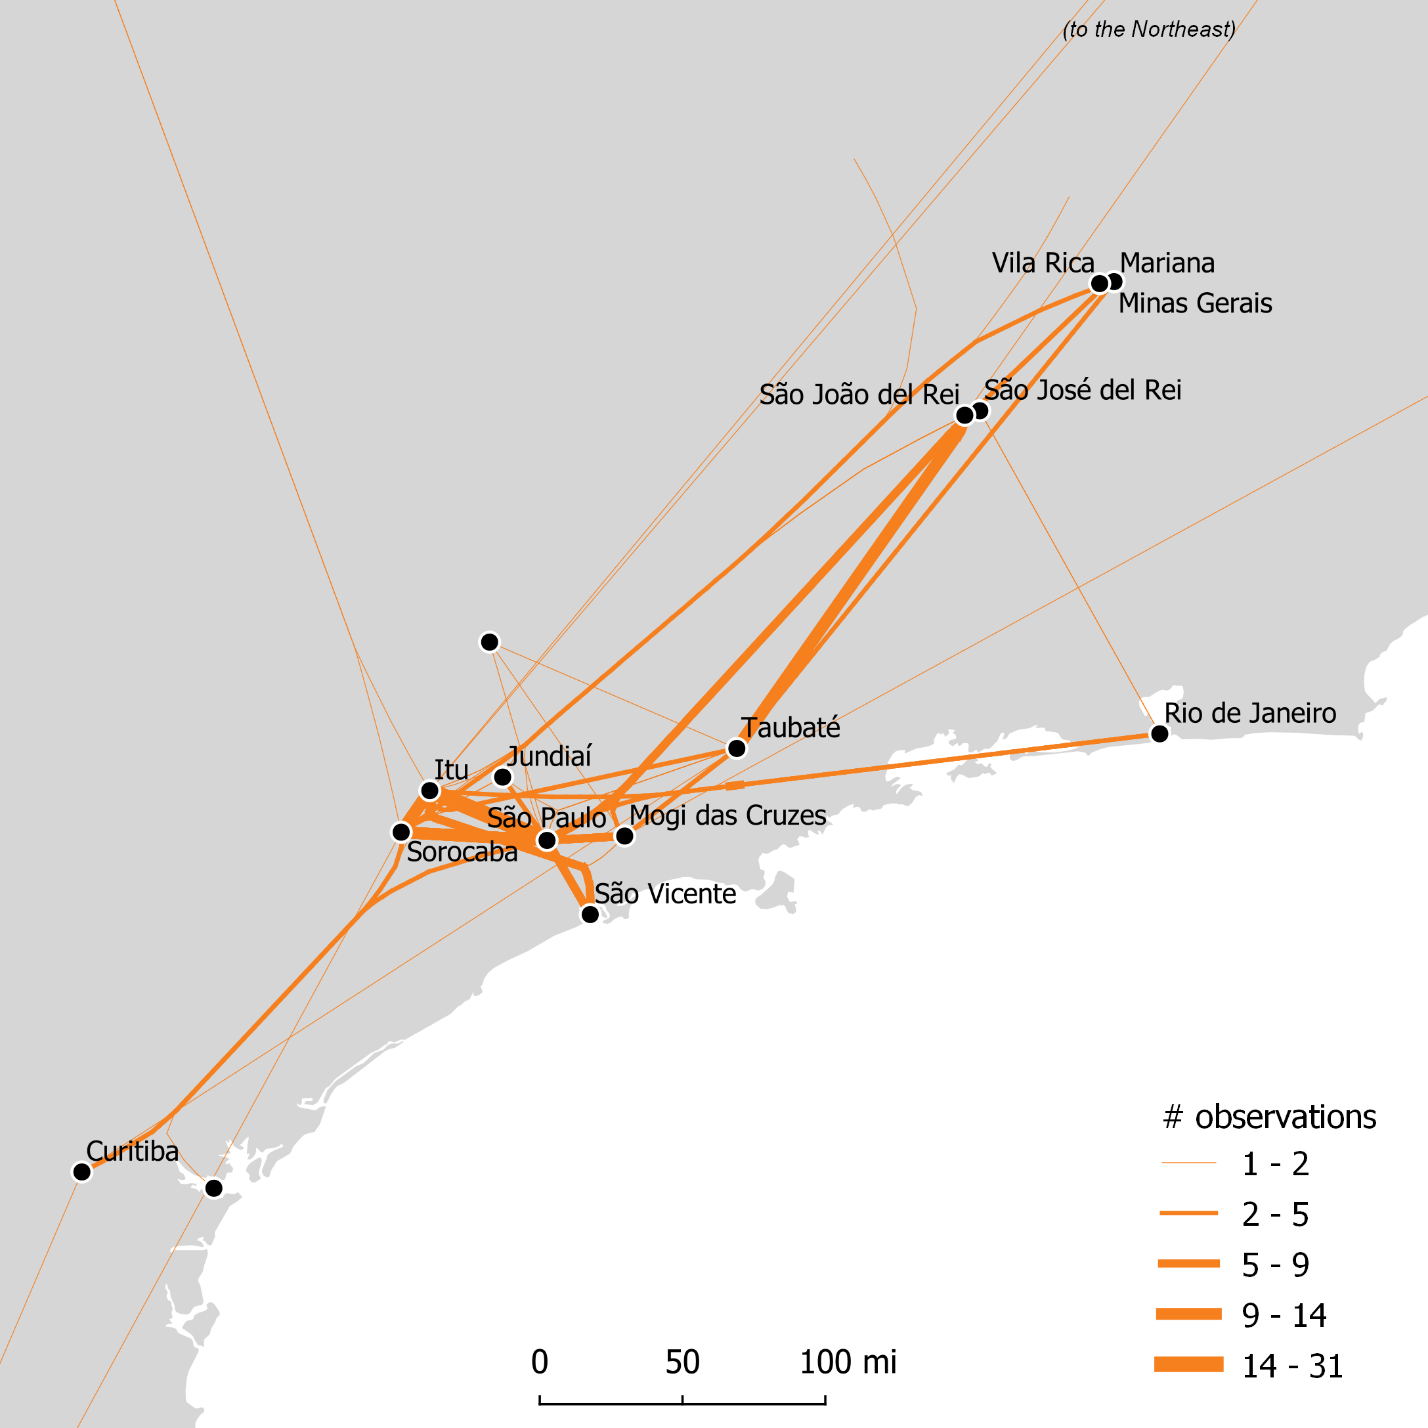 (to the Northeast)
Vila Rica
Mariana
Minas Gerais
São João del Rei
São José del Rei
Rio de Janeiro
Taubaté
Jundiaí
Itu
São Paulo
Mogi das Cruzes
Sorocaba
São Vicente
Curitiba
# observations
1 - 2
2 - 5
5 - 9
9 - 14
14 - 31
0 50 100 mi